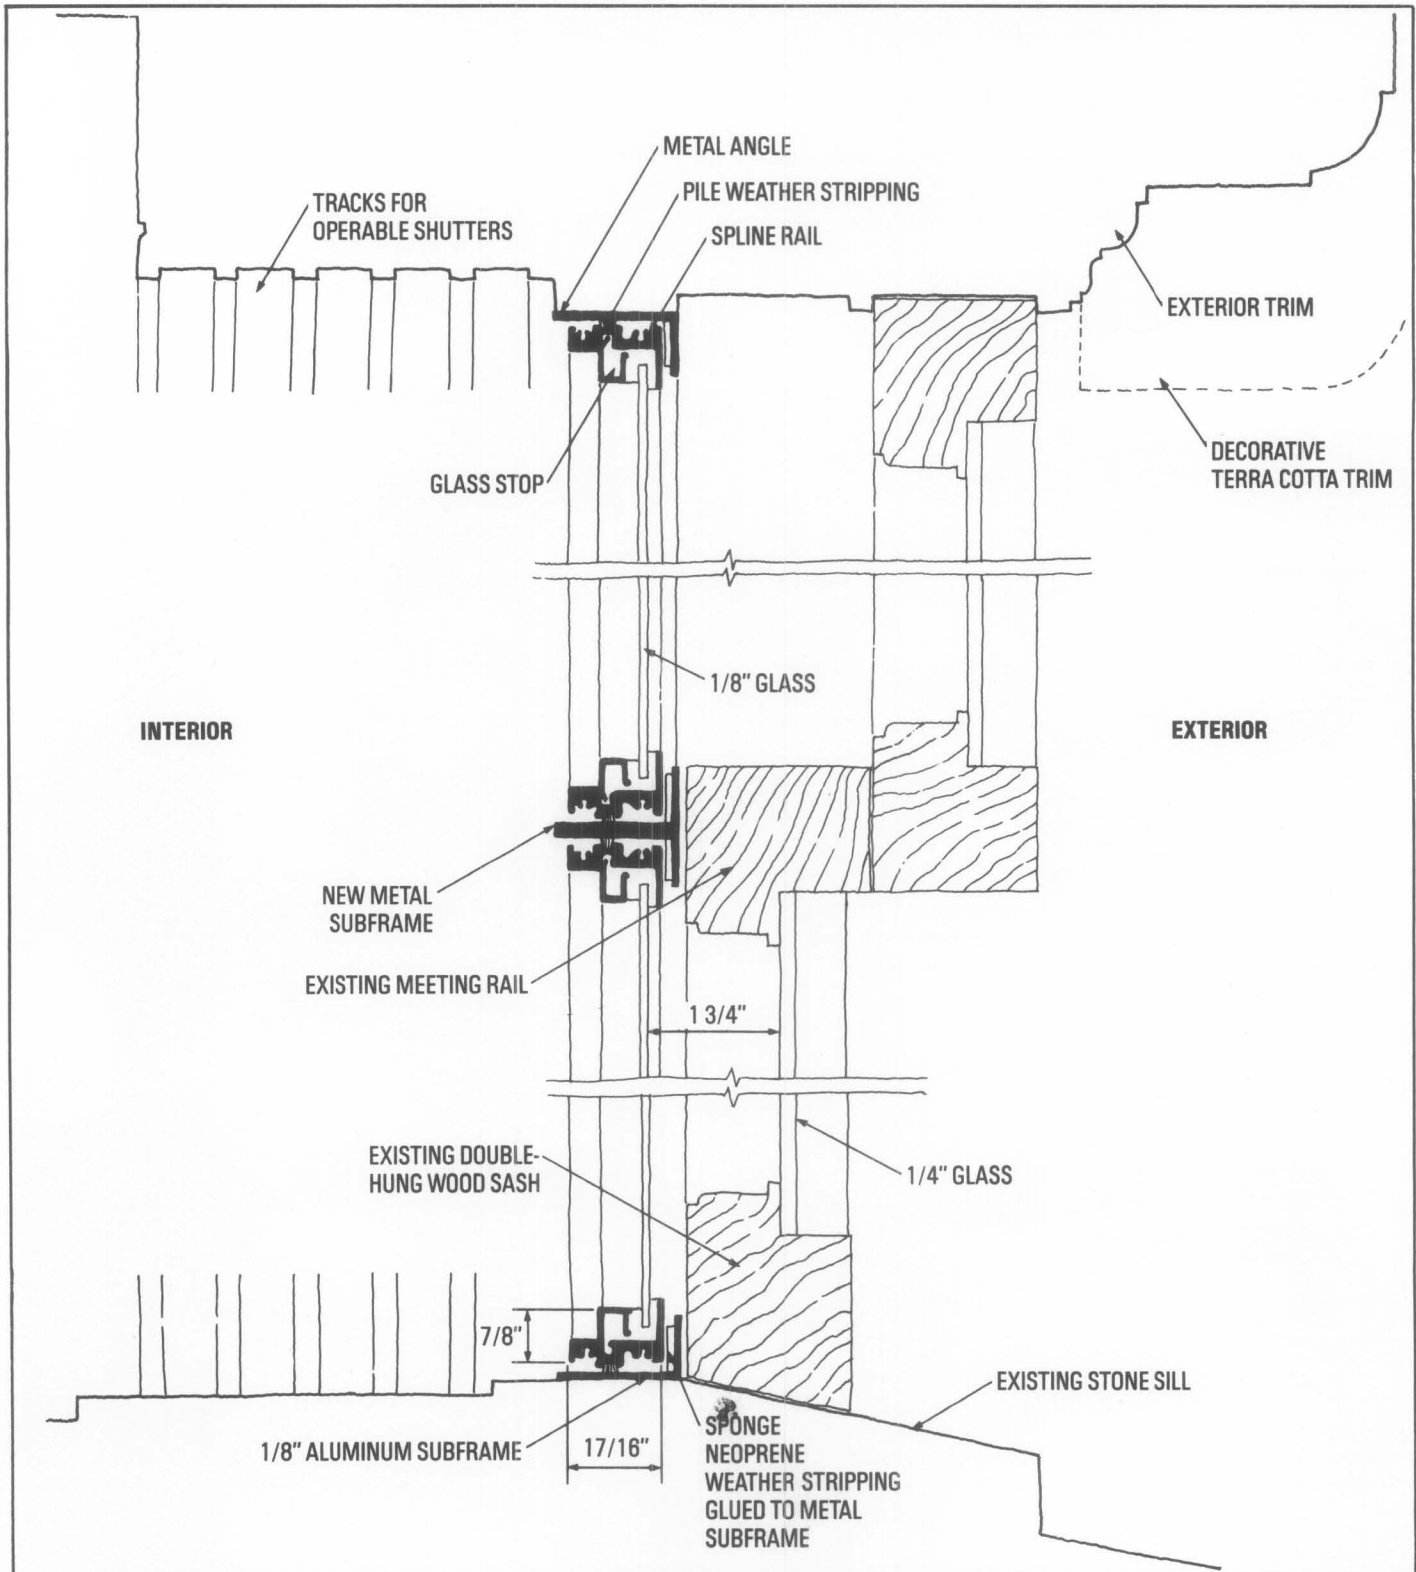 METAL ANGLE
PILE WEATHER STRIPPING
TRACKS FOR
OPERABLE SHUTTERS
SPLINE RAIL
EXTERIOR TRIM
GLASS STOP
DECORATIVE
TERRA COTTA TRIM
1/8" GLASS
INTERIOR
EXTERIOR
NEW METAL
SUBFRAME
EXISTING MEETING RAIL
1 3/4"
EXISTING DOUBLE-
HUNG WOOD SASH
1/4" GLASS
7/8"
EXISTING STONE SILL
1/8" ALUMINUM SUBFRAME
17/16"
SPONGE
NEOPRENE
WEATHER STRIPPING
GLUED TO METAL
SUBFRAME